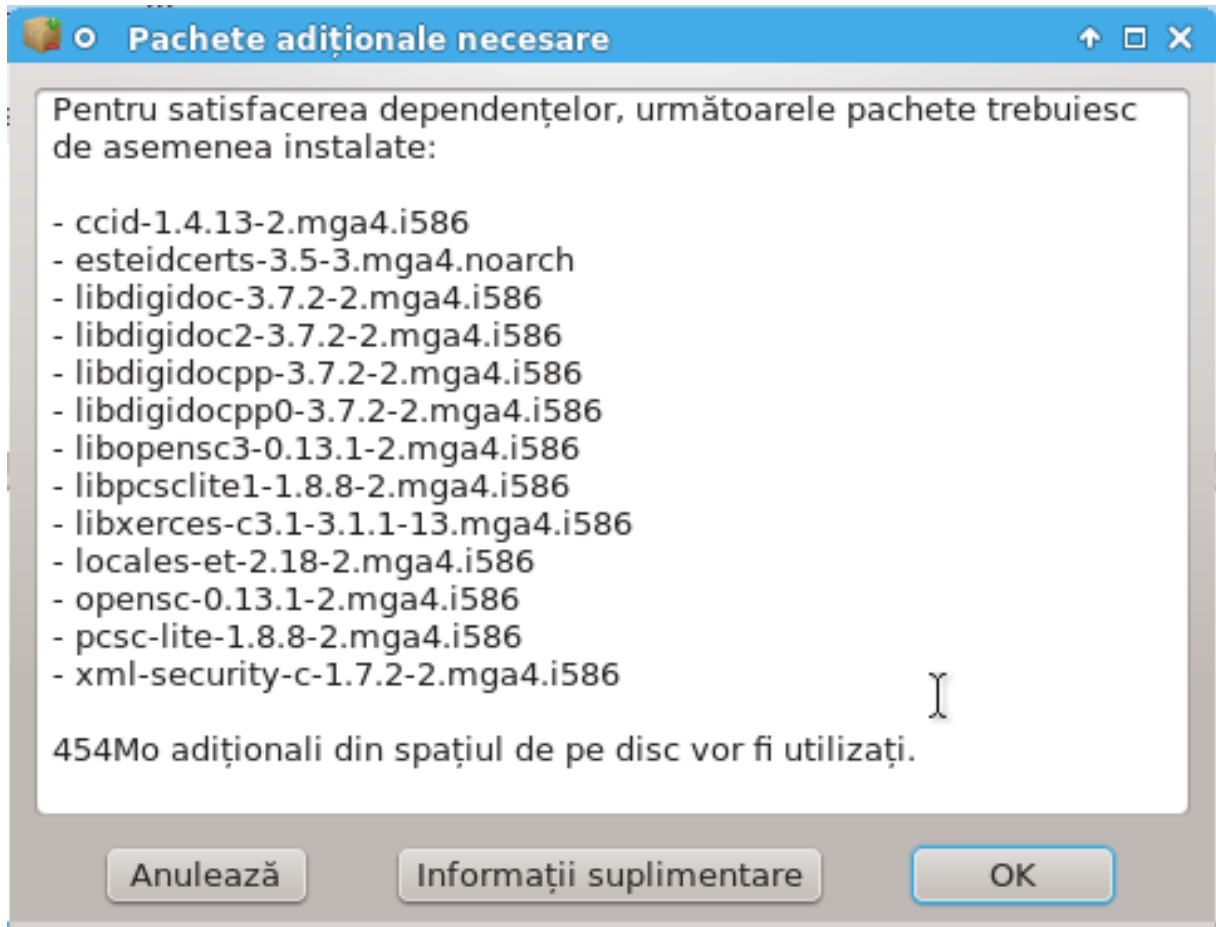 Pachete adiționale necesare
Pentru satisfacerea dependențelor, următoarele pachete trebuiesc
de asemenea instalate:
- ccid-1.4.13-2.mga4.i586
- esteidcerts-3.5-3.mga4.noarch
- libdigidoc-3.7.2-2.mga4.i586
- libdigidoc2-3.7.2-2.mga4.i586
- libdigidocpp-3.7.2-2.mga4.i586
- libdigidocpp0-3.7.2-2.mga4.i586
- libopensc3-0.13.1-2.mga4.i586
- libpcsclite1-1.8.8-2.mga4.i586
- libxerces-c3.1-3.1.1-13.mga4.i586
- locales-et-2.18-2.mga4.i586
- opensc-0.13.1-2.mga4.i586
- pcsc-lite-1.8.8-2.mga4.i586
- xml-security-c-1.7.2-2.mga4.i586
454Mo adiționali din spațiul de pe disc vor fi utilizați.
Anulează
Informații suplimentare
OK